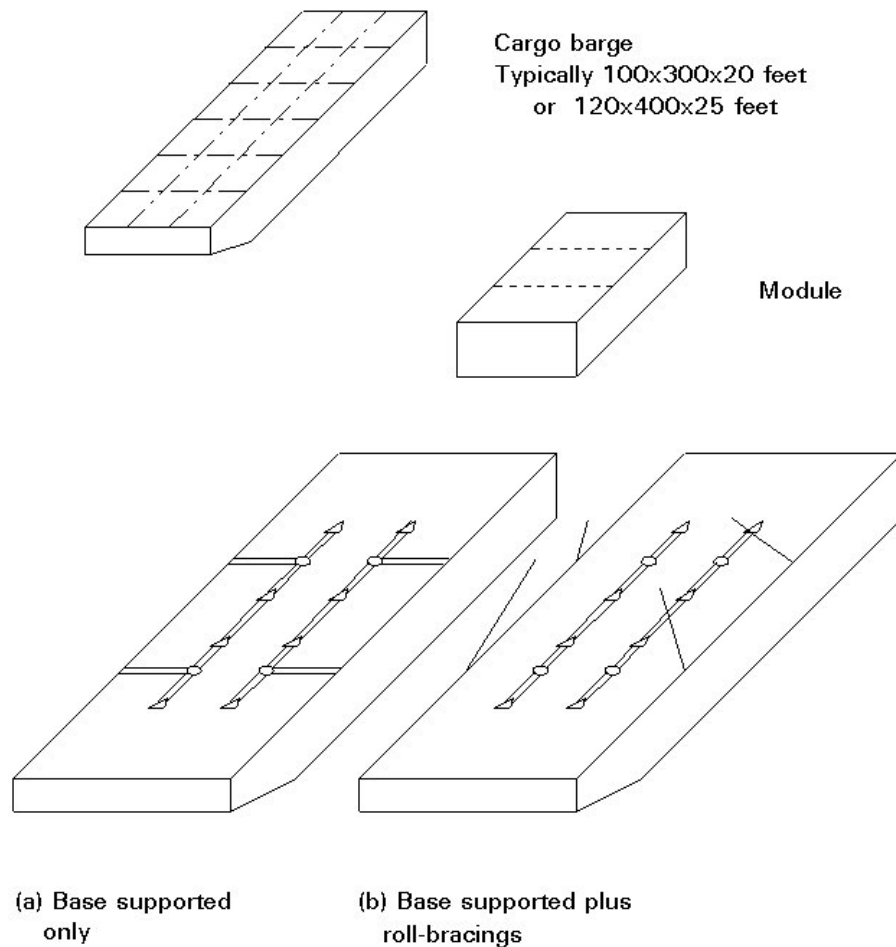 Cargo barge
Typically 100x300x20 feet
or 120x400x25 feet
Module
(a) Base supported
only
(b) Base supported plus
roll-bracings